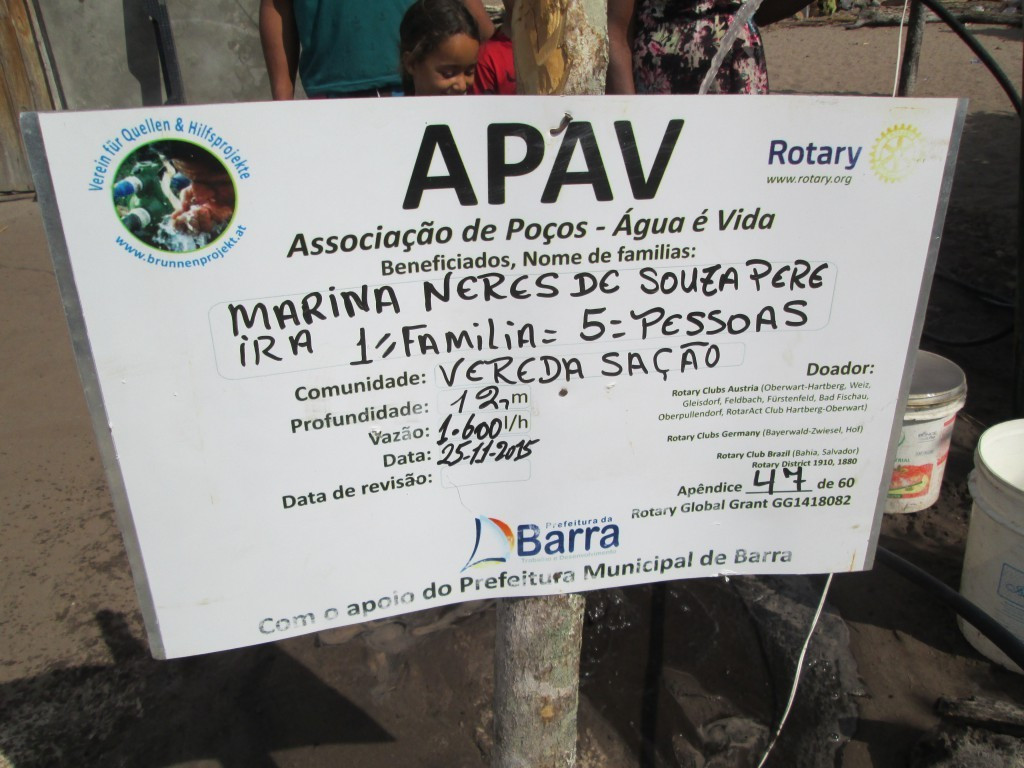 Verein für Quellen & Hilfsprojekte
www.brunnenprojekt.at
APAV
Rotary
www.rotary.org
Associação de Poços - Água é Vida
Beneficiados, Nome de familias:
MARINA NERES DE SOUZA PERE
IRA 1 // FAMILIA = 5 = PESSOAS
Comunidade: VEREDA SAÇÃO
Profundidade: 12, m
Vazão: 1.600 l/h
Data: 25-11-2015
Data de revisão:
Doador:
Rotary Clubs Austria (Oberwart-Hartberg, Weiz,
Gleisdorf, Feldbach, Fürstenfeld, Bad Fischau,
Oberpullendorf, RotarAct Club Hartberg-Oberwart)
Rotary Clubs Germany (Bayerwald-Zwiesel, Hof)
Rotary Club Brazil (Bahia, Salvador)
Rotary District 1910, 1880
Apêndice 47 de 60
Rotary Global Grant GG1418082
Prefeitura da
Barra
Com o apoio do Prefeitura Municipal de Barra